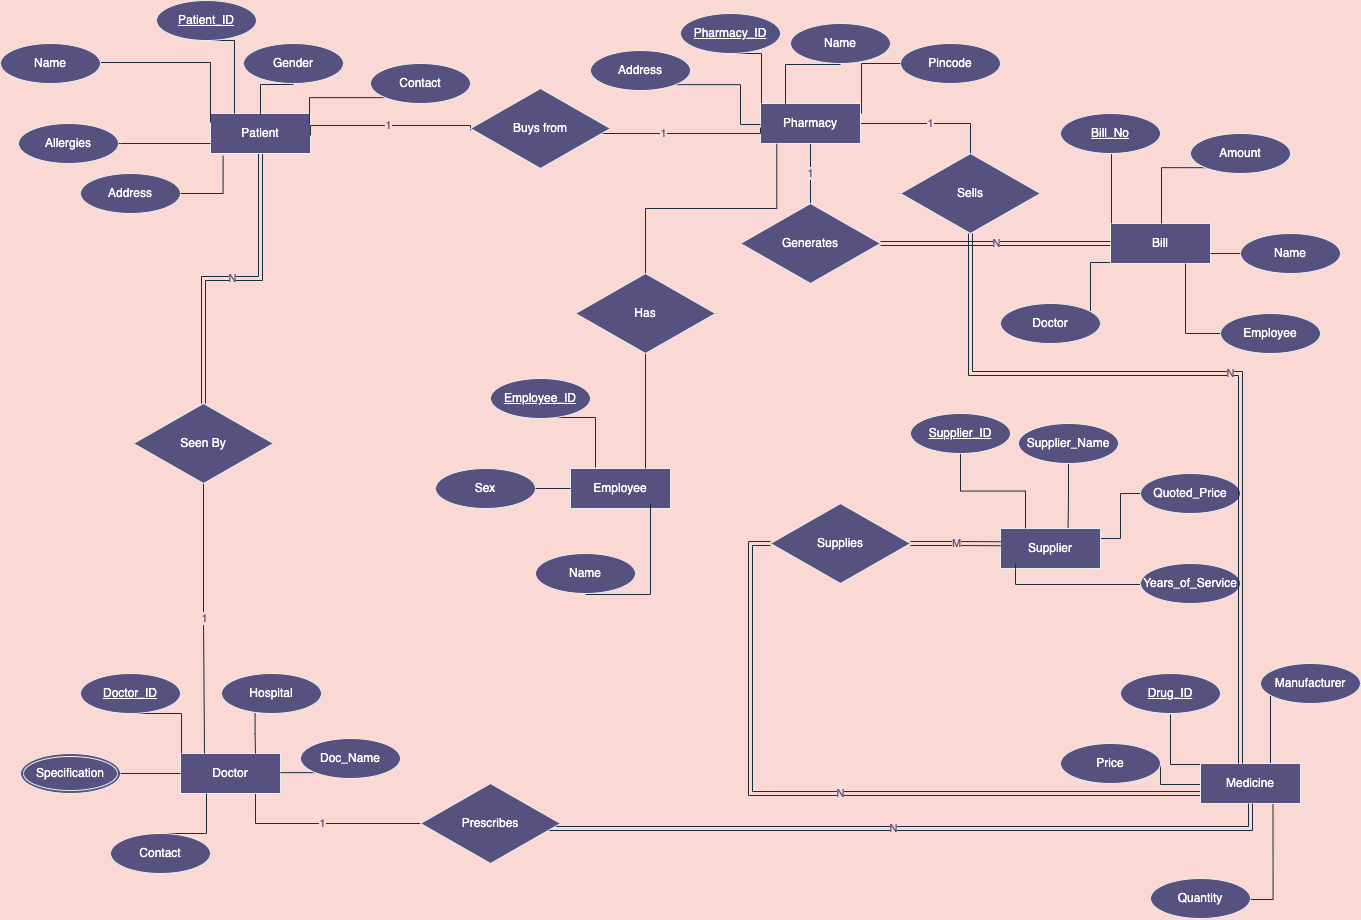 Patient_ID
Pharmacy_ID
Name
Name
Gender
Pincode
Address
Contact
Patient
Buys from
1
1
Pharmacy
1
Bill_No
Allergies
Amount
1
Address
Sells
Generates
N
Bill
Name
N
Has
Doctor
Employee
N
Employee_ID
Seen By
Supplier_ID
Supplier_Name
Sex
Employee
Quoted_Price
Supplies
M
Supplier
Name
Years_of_Service
1
Doctor_ID
Hospital
Drug_ID
Manufacturer
Specification
Doctor
Doc_Name
Price
Medicine
N
1
Prescribes
N
Contact
Quantity